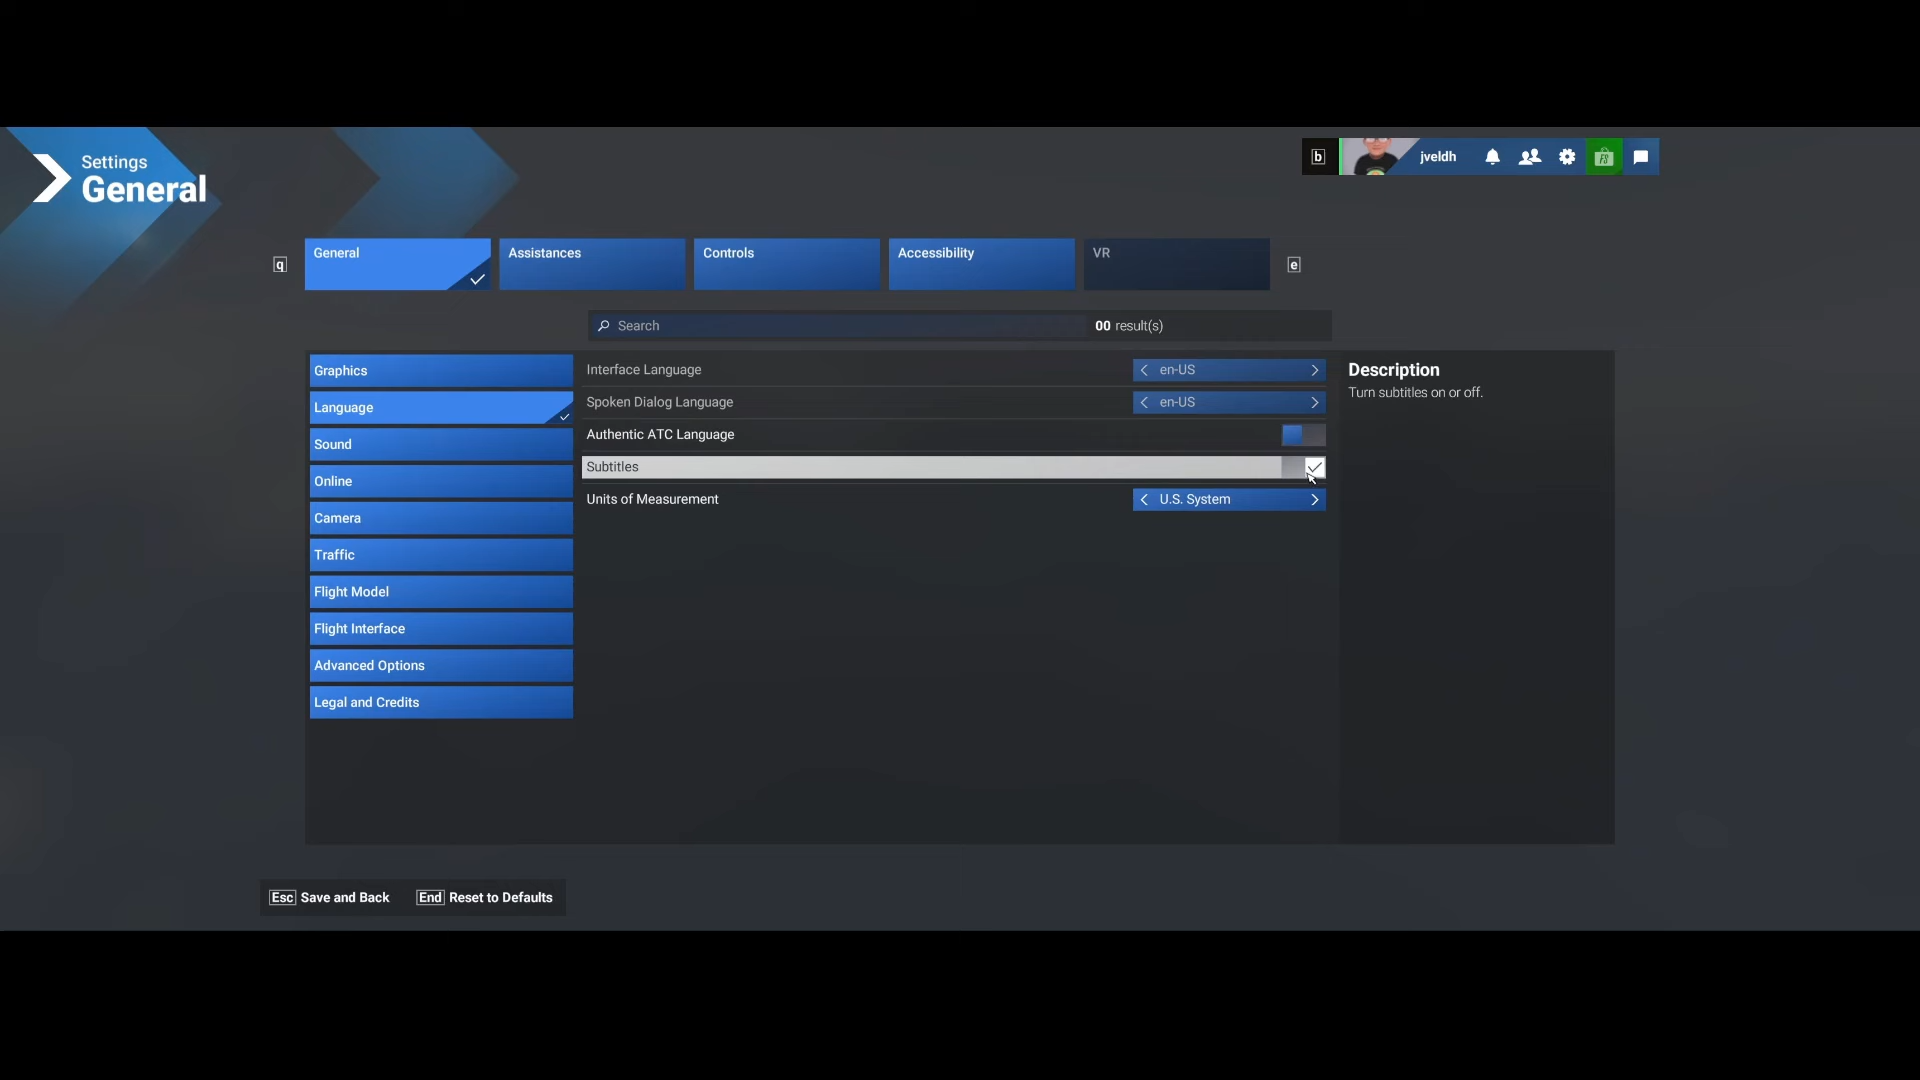 Settings
General
b jveldh FS
q General Assistances Controls Accessibility VR e
Search 00 result(s)
Graphics
Language
Sound
Online
Camera
Traffic
Flight Model
Flight Interface
Advanced Options
Legal and Credits
Interface Language en-US
Spoken Dialog Language en-US
Authentic ATC Language
Subtitles
Units of Measurement U.S. System
Description
Turn subtitles on or off.
Esc Save and Back End Reset to Defaults